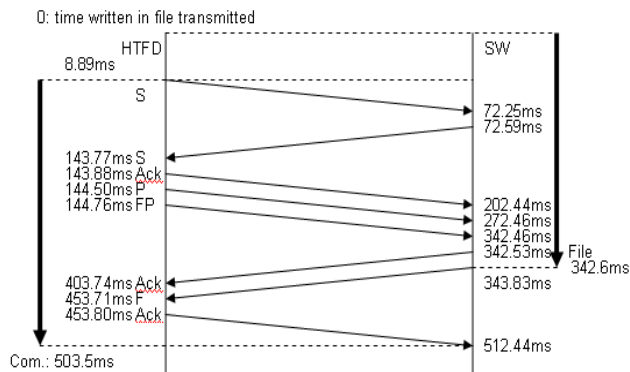 0: time written in file transmitted
HTFD
SW
8.89ms
S
72.25ms
72.59ms
143.77ms S
143.88ms Ack
144.50ms P
144.76ms FP
202.44ms
272.46ms
342.46ms
342.53ms
File
342.6ms
403.74ms Ack
343.83ms
453.71ms F
453.80ms Ack
512.44ms
Com.: 503.5ms